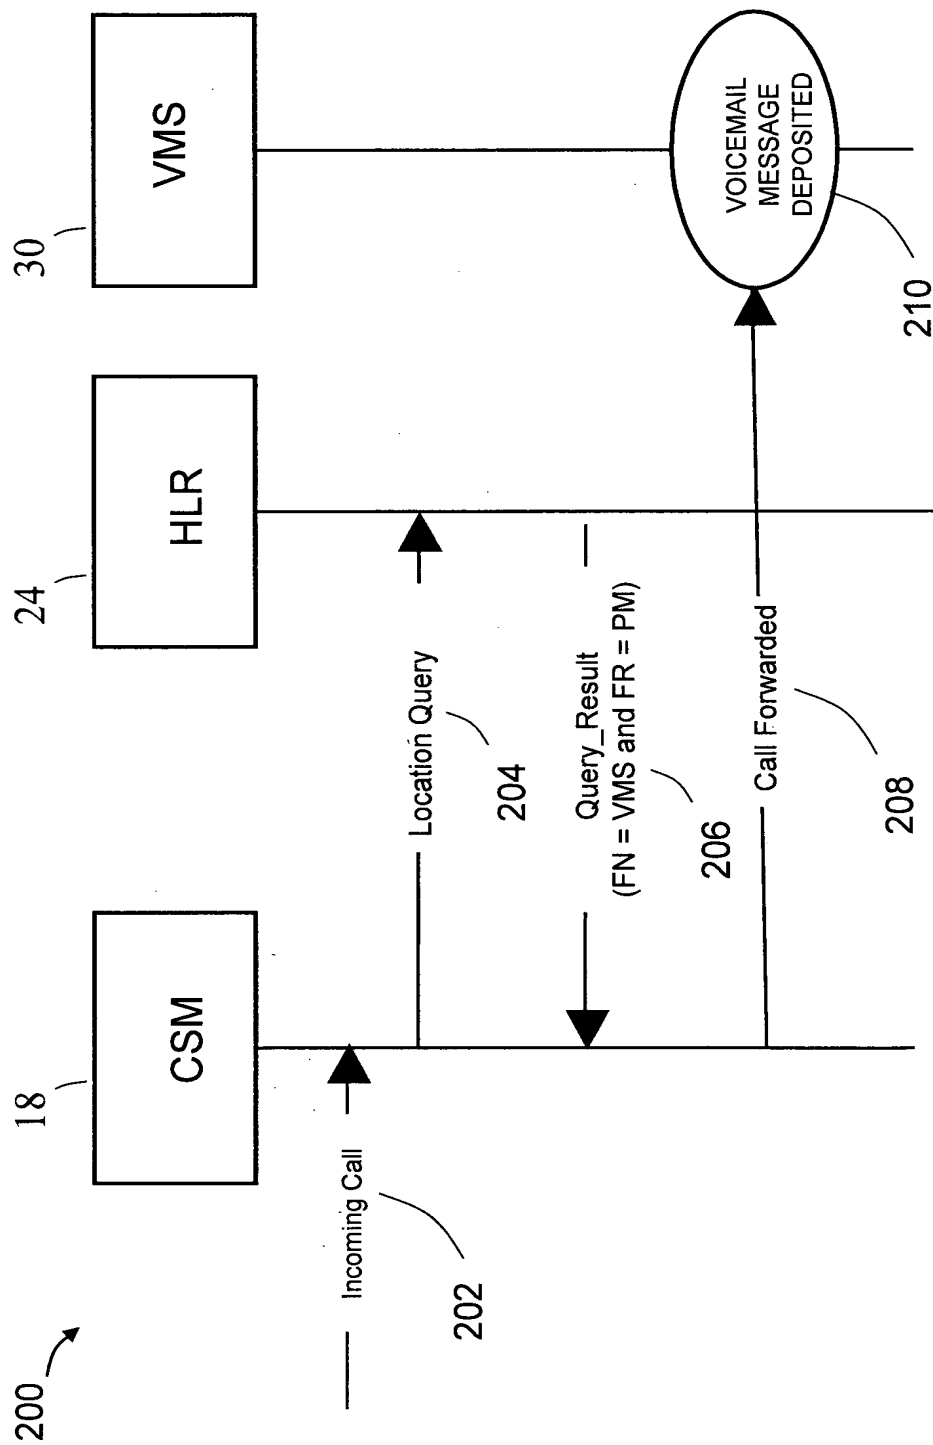 200
18
24
30
CSM
HLR
VMS
Incoming Call
202
Location Query
204
Query_Result
(FN = VMS and FR = PM)
206
Call Forwarded
208
VOICEMAIL
MESSAGE
DEPOSITED
210